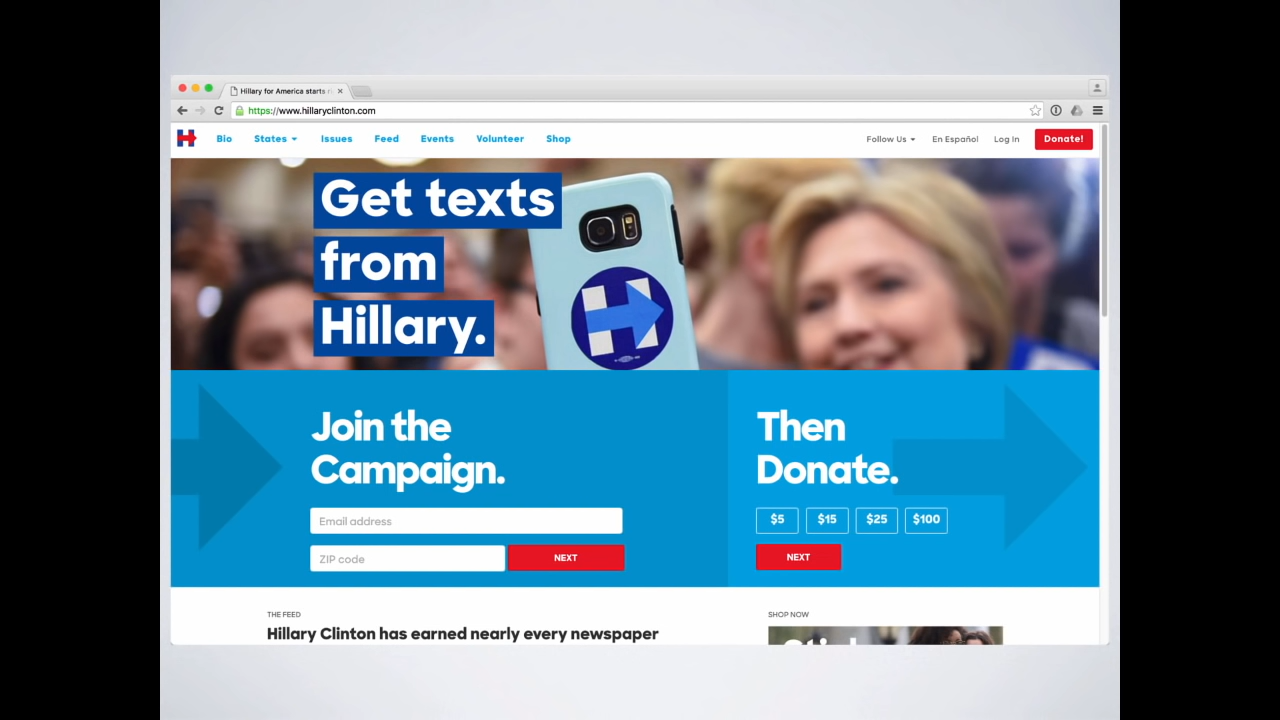 Hillary for America starts ri
https://www.hillaryclinton.com
Bio States Issues Feed Events Volunteer Shop Follow Us En Español Log In Donate!
Get texts
from
Hillary.
Join the
Campaign.
Email address
ZIP code NEXT
Then
Donate.
$5 $15 $25 $100
NEXT
THE FEED
Hillary Clinton has earned nearly every newspaper
SHOP NOW